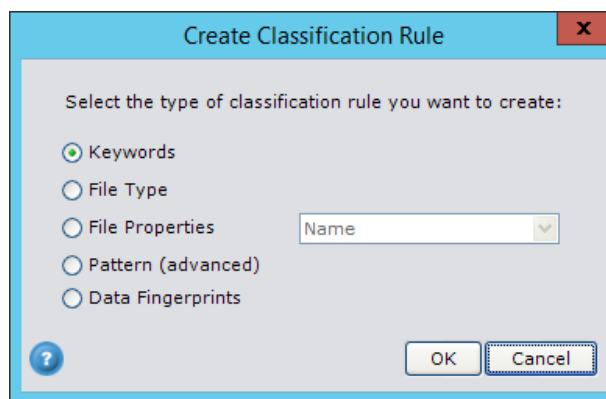 Create Classification Rule
x
Select the type of classification rule you want to create:
Keywords
File Type
File Properties
Name
Pattern (advanced)
Data Fingerprints
?
OK
Cancel